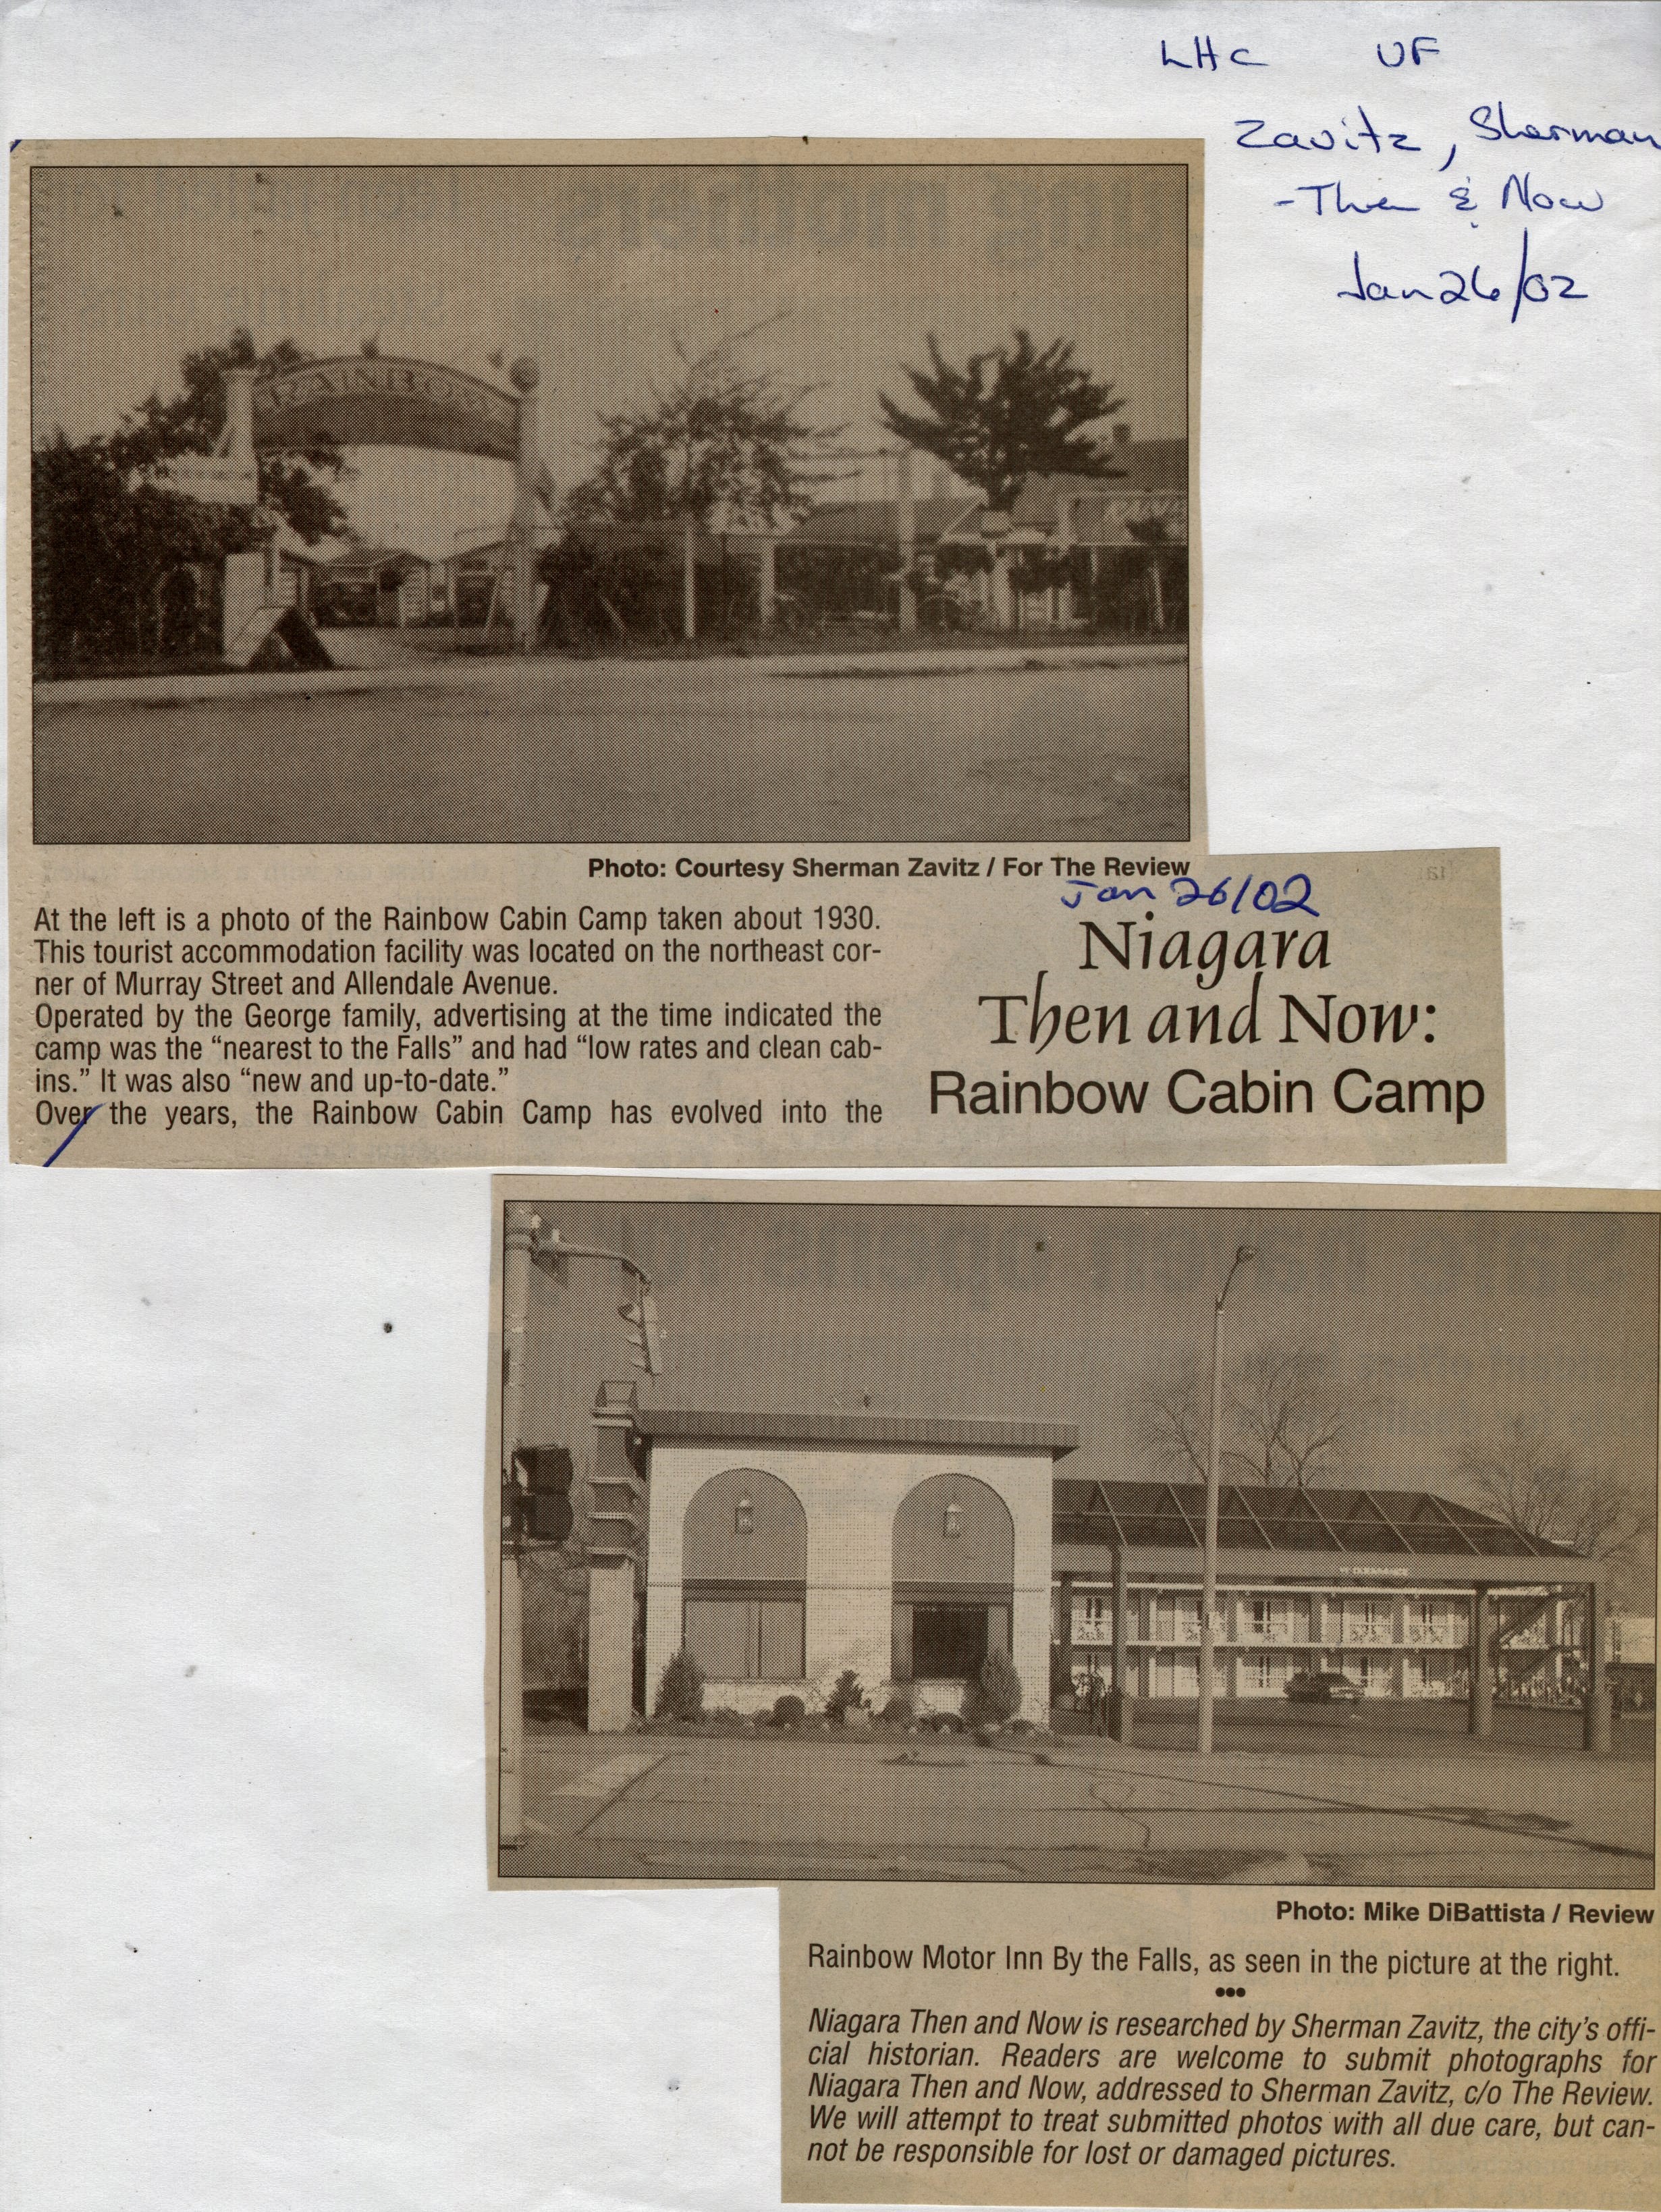 LHC UF
Zavitz, Sherman
- Then & Now
Jan 26/02
RAINBOW
Photo: Courtesy Sherman Zavitz / For The Review
Jan 26/02
Niagara
Then and Now:
Rainbow Cabin Camp
At the left is a photo of the Rainbow Cabin Camp taken about 1930.
This tourist accommodation facility was located on the northeast cor-
ner of Murray Street and Allendale Avenue.
Operated by the George family, advertising at the time indicated the
camp was the “nearest to the Falls” and had “low rates and clean cab-
ins.” It was also “new and up-to-date.”
Over the years, the Rainbow Cabin Camp has evolved into the
Photo: Mike DiBattista / Review
Rainbow Motor Inn By the Falls, as seen in the picture at the right.
•••
Niagara Then and Now is researched by Sherman Zavitz, the city’s offi-
cial historian. Readers are welcome to submit photographs for
Niagara Then and Now, addressed to Sherman Zavitz, c/o The Review.
We will attempt to treat submitted photos with all due care, but can-
not be responsible for lost or damaged pictures.